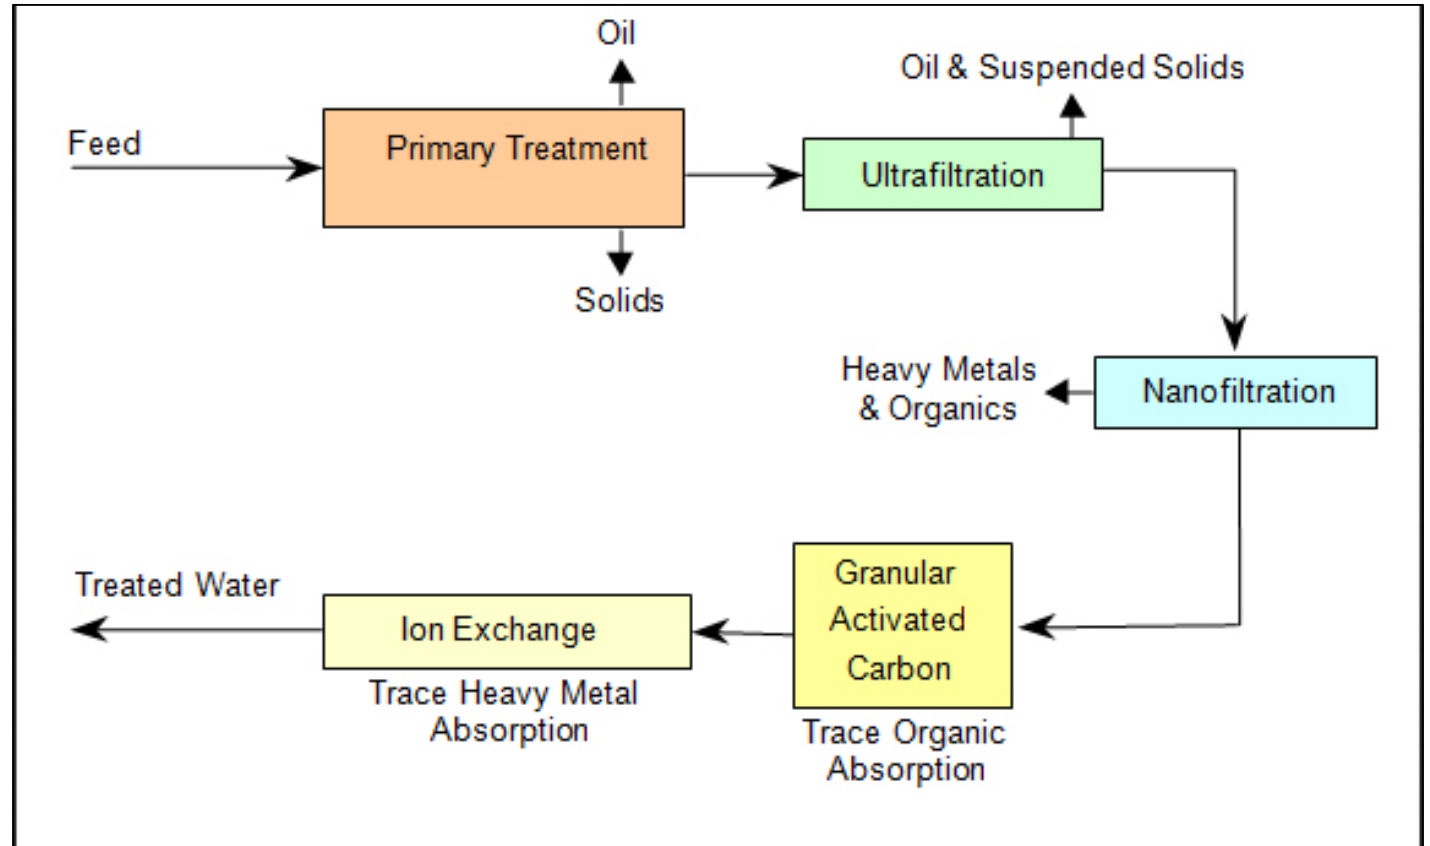 Oil
Oil & Suspended Solids
Feed
Primary Treatment
Ultrafiltration
Solids
Heavy Metals
& Organics
Nanofiltration
Granular
Activated
Carbon
Trace Organic
Absorption
Ion Exchange
Trace Heavy Metal
Absorption
Treated Water